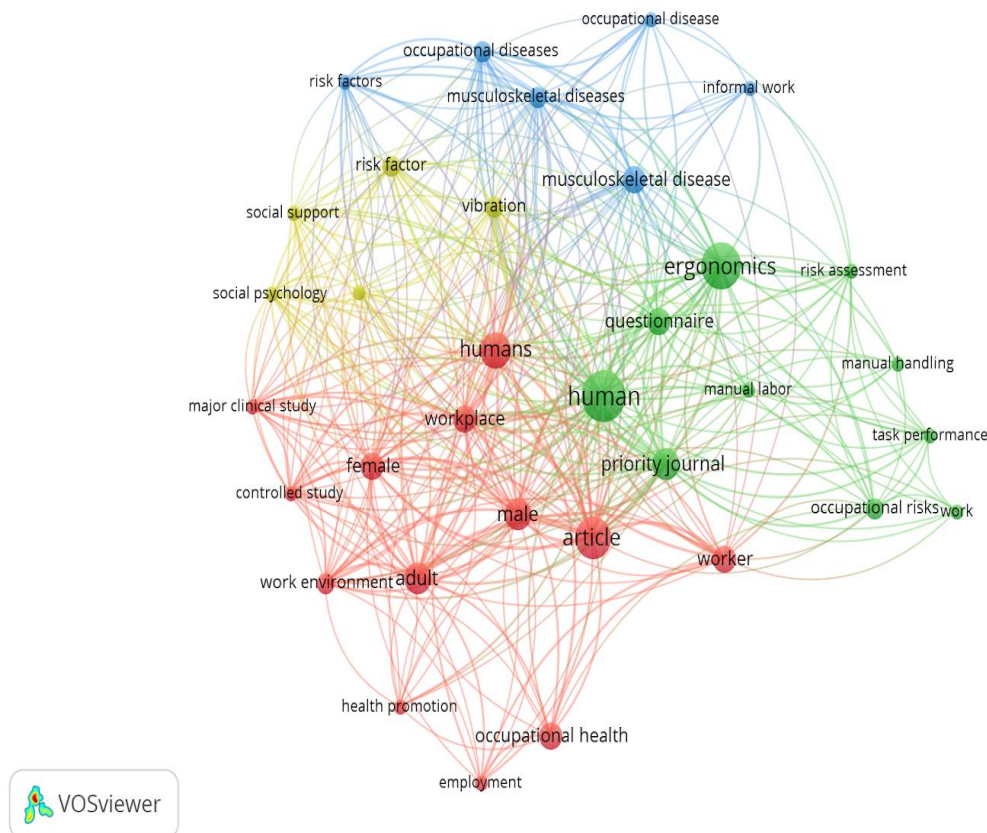 occupational disease
occupational diseases
risk factors
informal work
musculoskeletal diseases
risk factor
musculoskeletal disease
social support
vibration
ergonomics
risk assessment
social psychology
questionnaire
humans
manual handling
manual labor
human
major clinical study
workplace
task performance
female
priority journal
controlled study
male
occupational risks
work
article
worker
work environment
adult
health promotion
occupational health
employment
VOSviewer